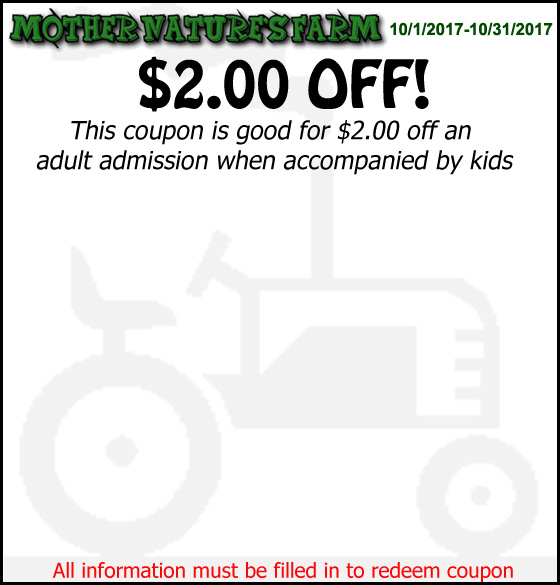 MOTHER NATURE'S FARM 10/1/2017-10/31/2017
$2.00 OFF!
This coupon is good for $2.00 off an
adult admission when accompanied by kids
All information must be filled in to redeem coupon